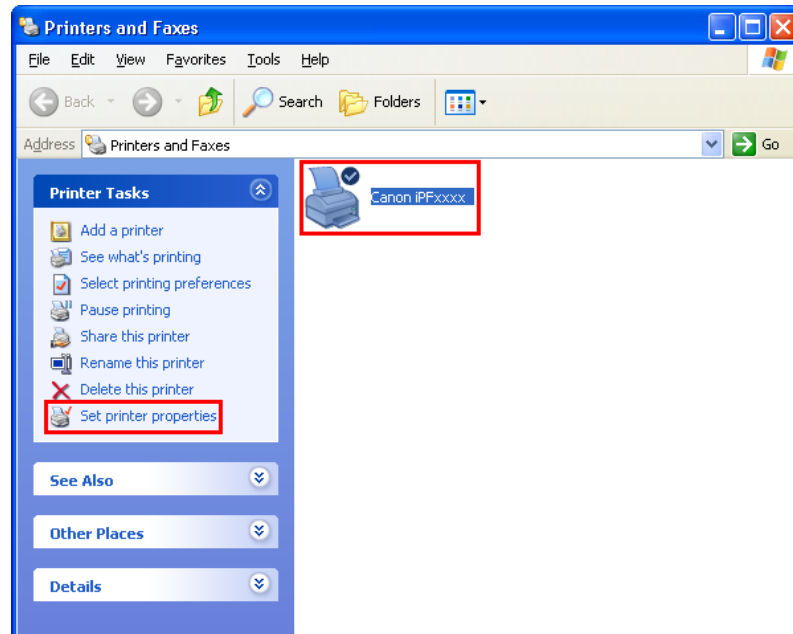 Printers and Faxes
File Edit View Favorites Tools Help
Back Search Folders
Address Printers and Faxes Go
Printer Tasks
Canon iPFxxxx
Add a printer
See what's printing
Select printing preferences
Pause printing
Share this printer
Rename this printer
Delete this printer
Set printer properties
See Also
Other Places
Details